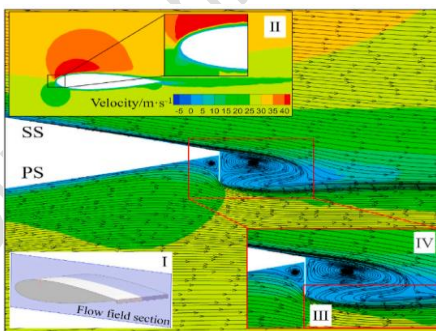 II
Velocity/m·s⁻¹
-5 0 5 10 15 20 25 30 35 40
SS
PS
IV
I
Flow field section
III